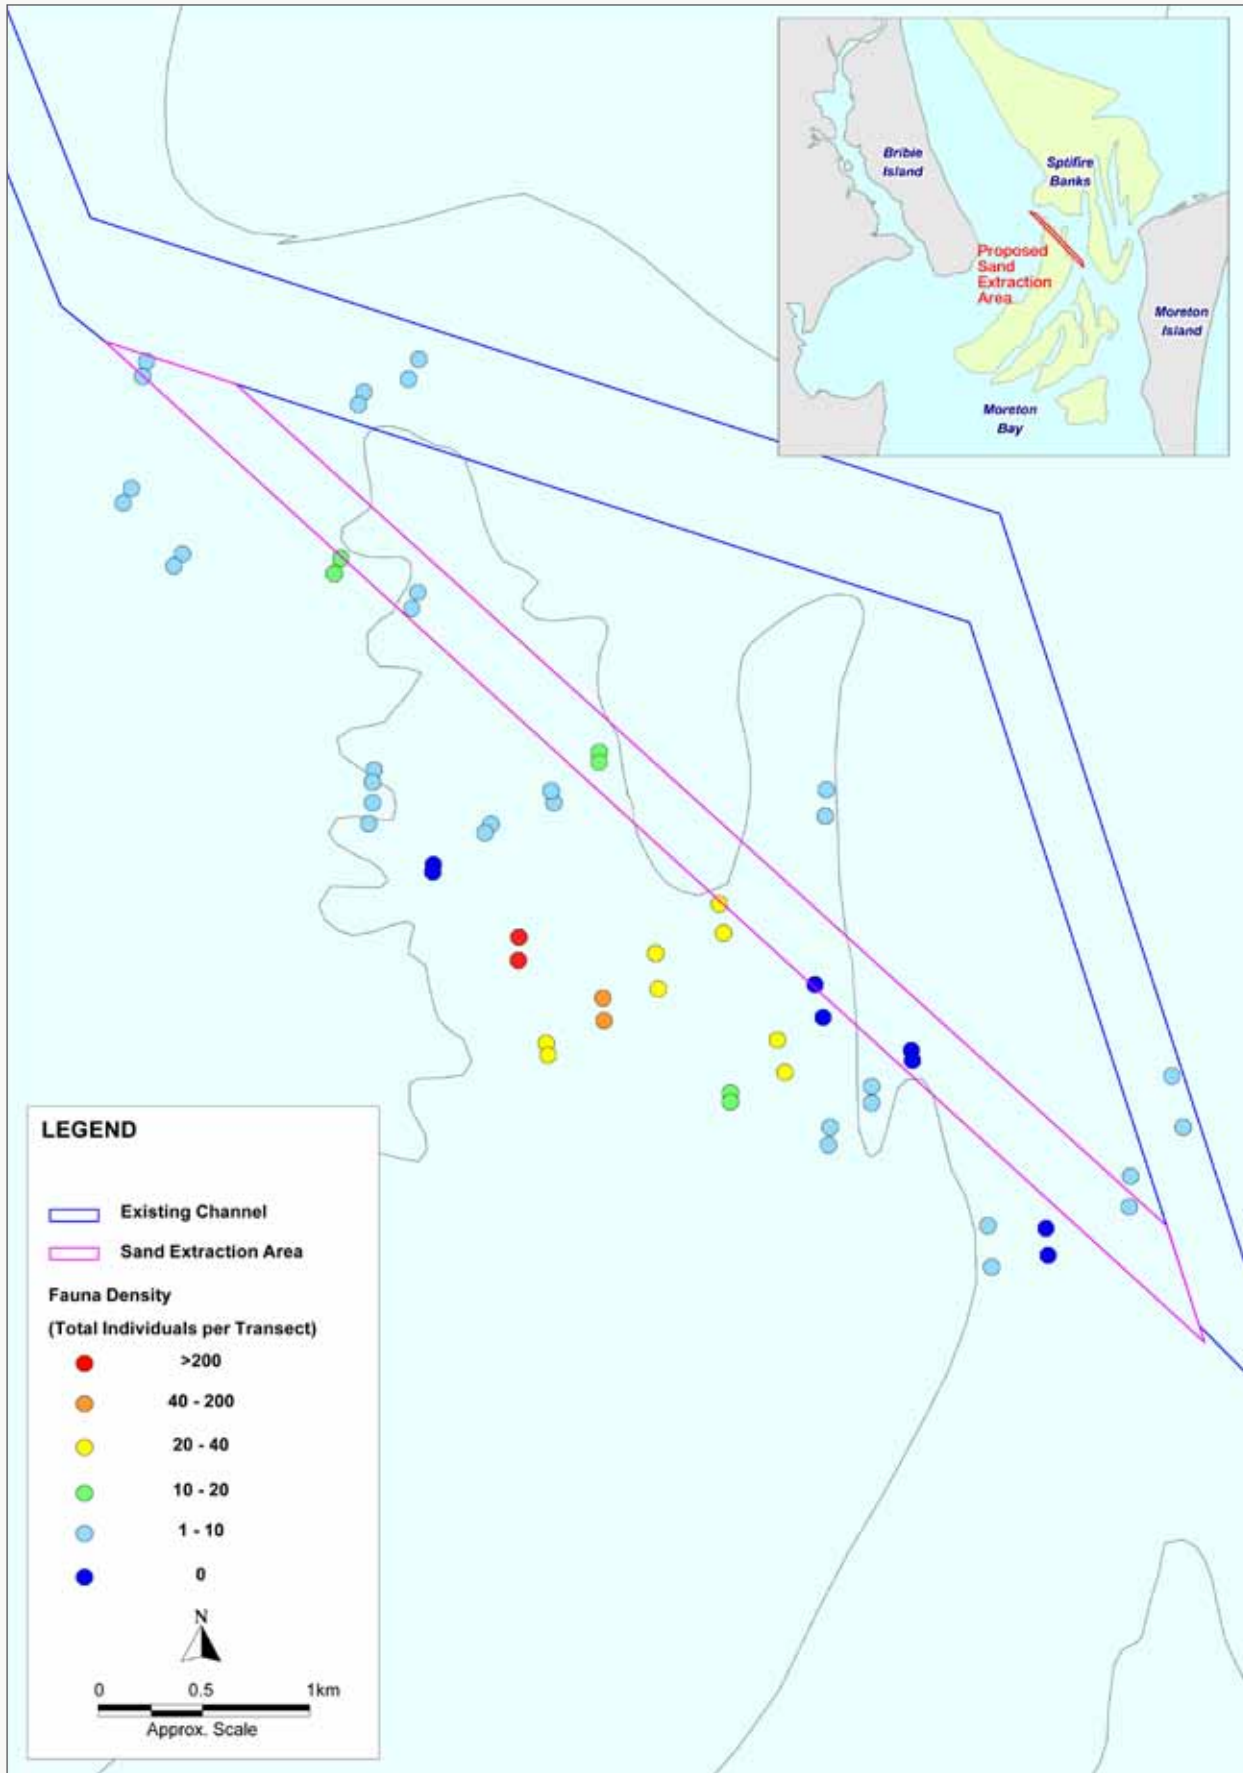 Bribie
Island
Sptifire
Banks
Proposed
Sand
Extraction
Area
Moreton
Island
Moreton
Bay
LEGEND
Existing Channel
Sand Extraction Area
Fauna Density
(Total Individuals per Transect)
>200
40 - 200
20 - 40
10 - 20
1 - 10
0
N
0 0.5 1km
Approx. Scale